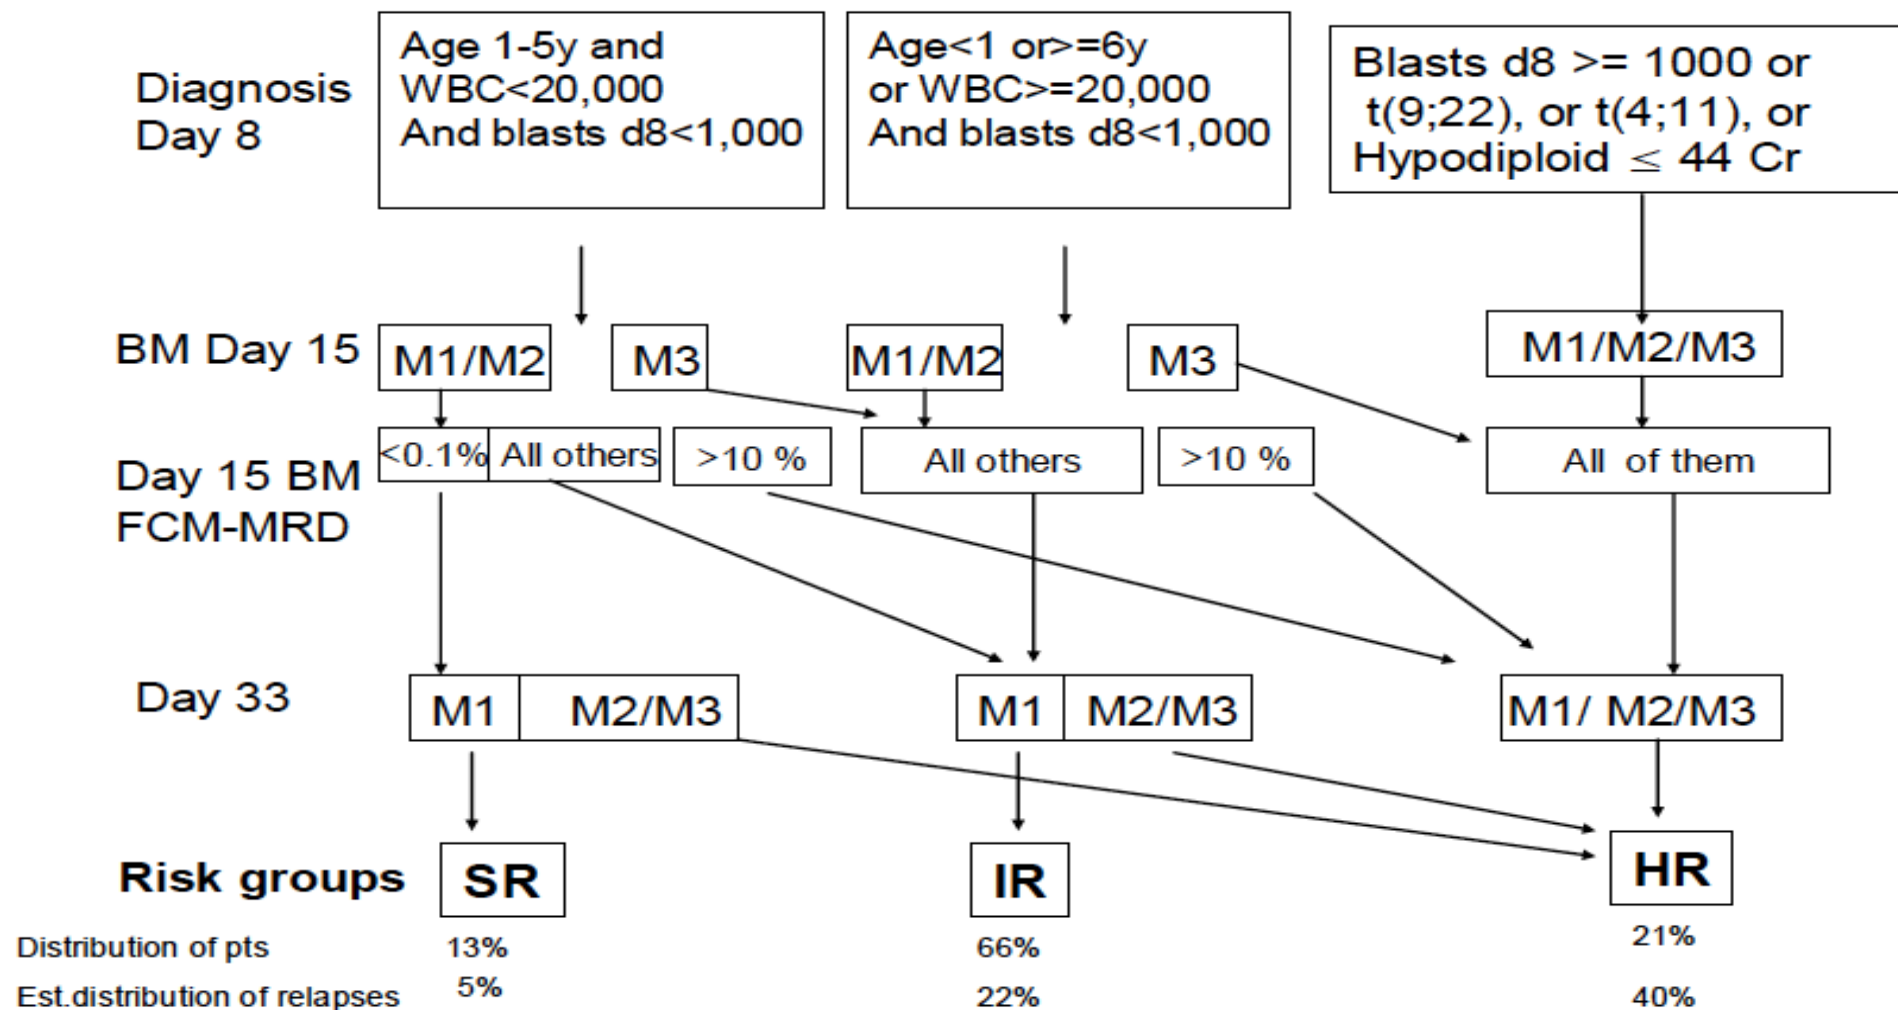 Diagnosis
Day 8
Age 1-5y and
WBC<20,000
And blasts d8<1,000
Age<1 or>=6y
or WBC>=20,000
And blasts d8<1,000
Blasts d8 >= 1000 or
t(9;22), or t(4;11), or
Hypodiploid ≤ 44 Cr
BM Day 15
M1/M2
M3
M1/M2
M3
M1/M2/M3
Day 15 BM
FCM-MRD
<0.1%
All others
>10 %
All others
>10 %
All of them
Day 33
M1
M2/M3
M1
M2/M3
M1/ M2/M3
Risk groups
SR
IR
HR
Distribution of pts
13%
66%
21%
Est.distribution of relapses
5%
22%
40%